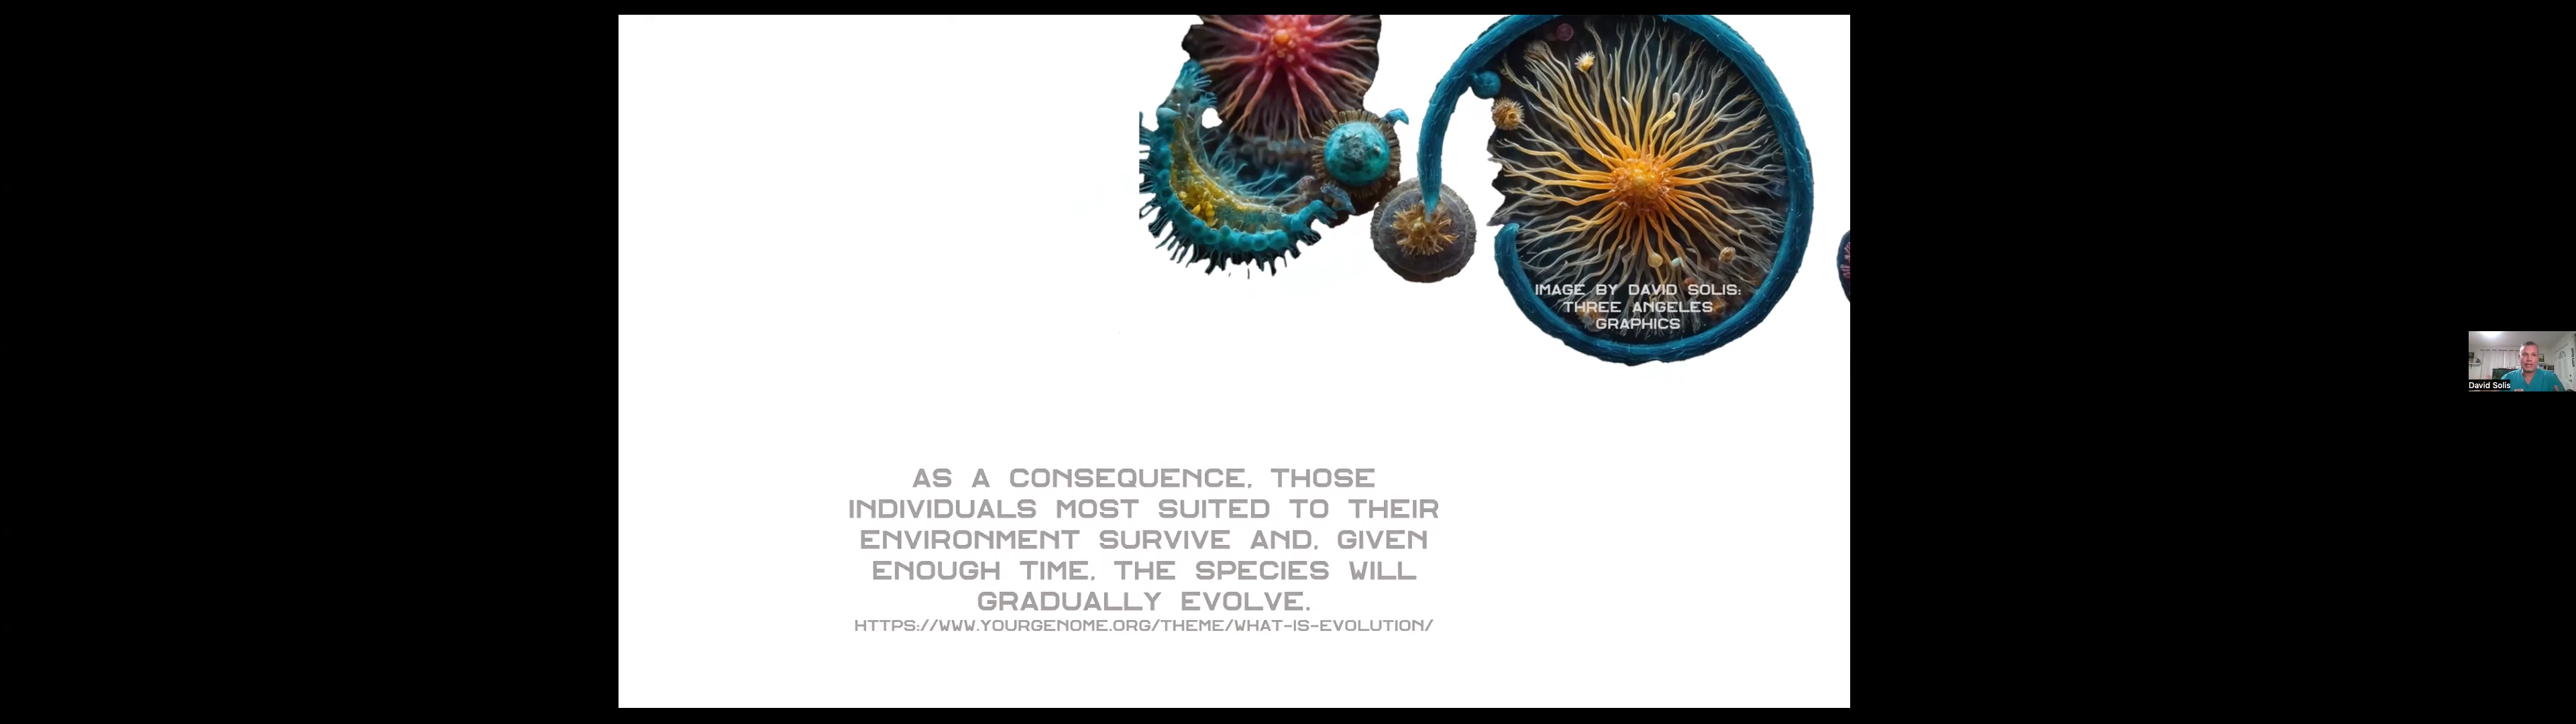 IMAGE BY DAVID SOLIS:
THREE ANGELES
GRAPHICS
David Solis
AS A CONSEQUENCE, THOSE
INDIVIDUALS MOST SUITED TO THEIR
ENVIRONMENT SURVIVE AND, GIVEN
ENOUGH TIME, THE SPECIES WILL
GRADUALLY EVOLVE.
HTTPS://WWW.YOURGENOME.ORG/THEME/WHAT-IS-EVOLUTION/